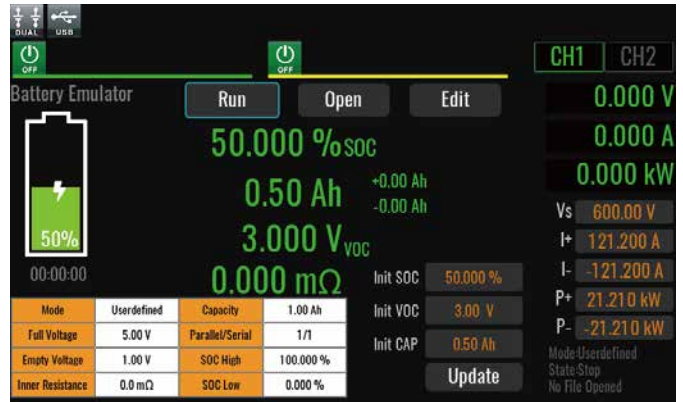 DUAL USB
OFF OFF
CH1 CH2
Battery Emulator Run Open Edit
0.000 V
0.000 A
0.000 kW
50.000 % SOC
0.50 Ah +0.00 Ah
-0.00 Ah
3.000 V VOC
0.000 mΩ
50%
00:00:00
Init SOC 50.000 %
Init VOC 3.00 V
Init CAP 0.50 Ah
Update
Vs 600.00 V
I+ 121.200 A
I- -121.200 A
P+ 21.210 kW
P- -21.210 kW
Mode:Userdefined
State:Stop
No File Opened
Mode Userdefined Capacity 1.00 Ah
Full Voltage 5.00 V Parallel/Serial 1/1
Empty Voltage 1.00 V SOC High 100.000 %
Inner Resistance 0.0 mΩ SOC Low 0.000 %